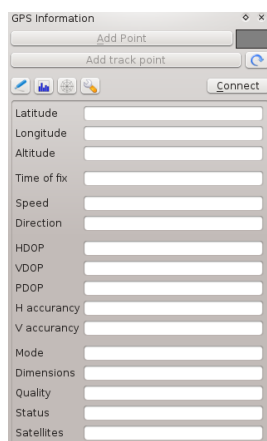 GPS Information
Add Point
Add track point
Connect
Latitude
Longitude
Altitude
Time of fix
Speed
Direction
HDOP
VDOP
PDOP
H accurancy
V accurancy
Mode
Dimensions
Quality
Status
Satellites